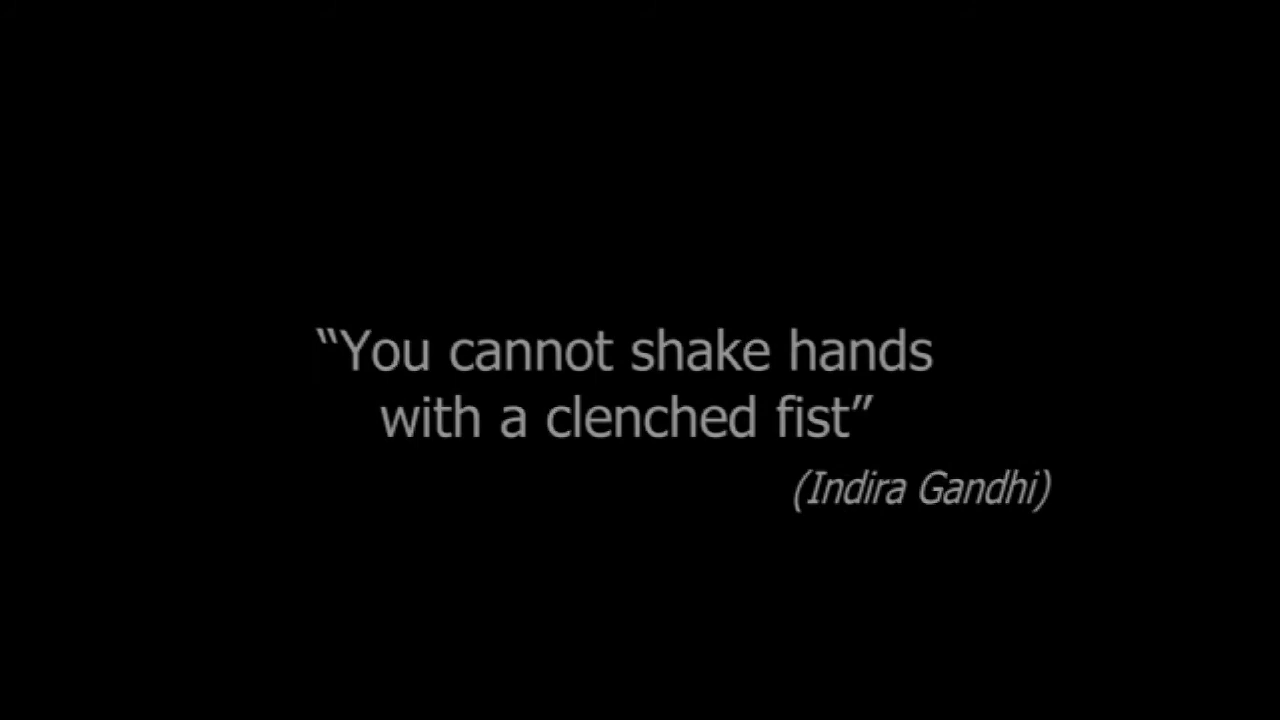 “You cannot shake hands
with a clenched fist”
(Indira Gandhi)